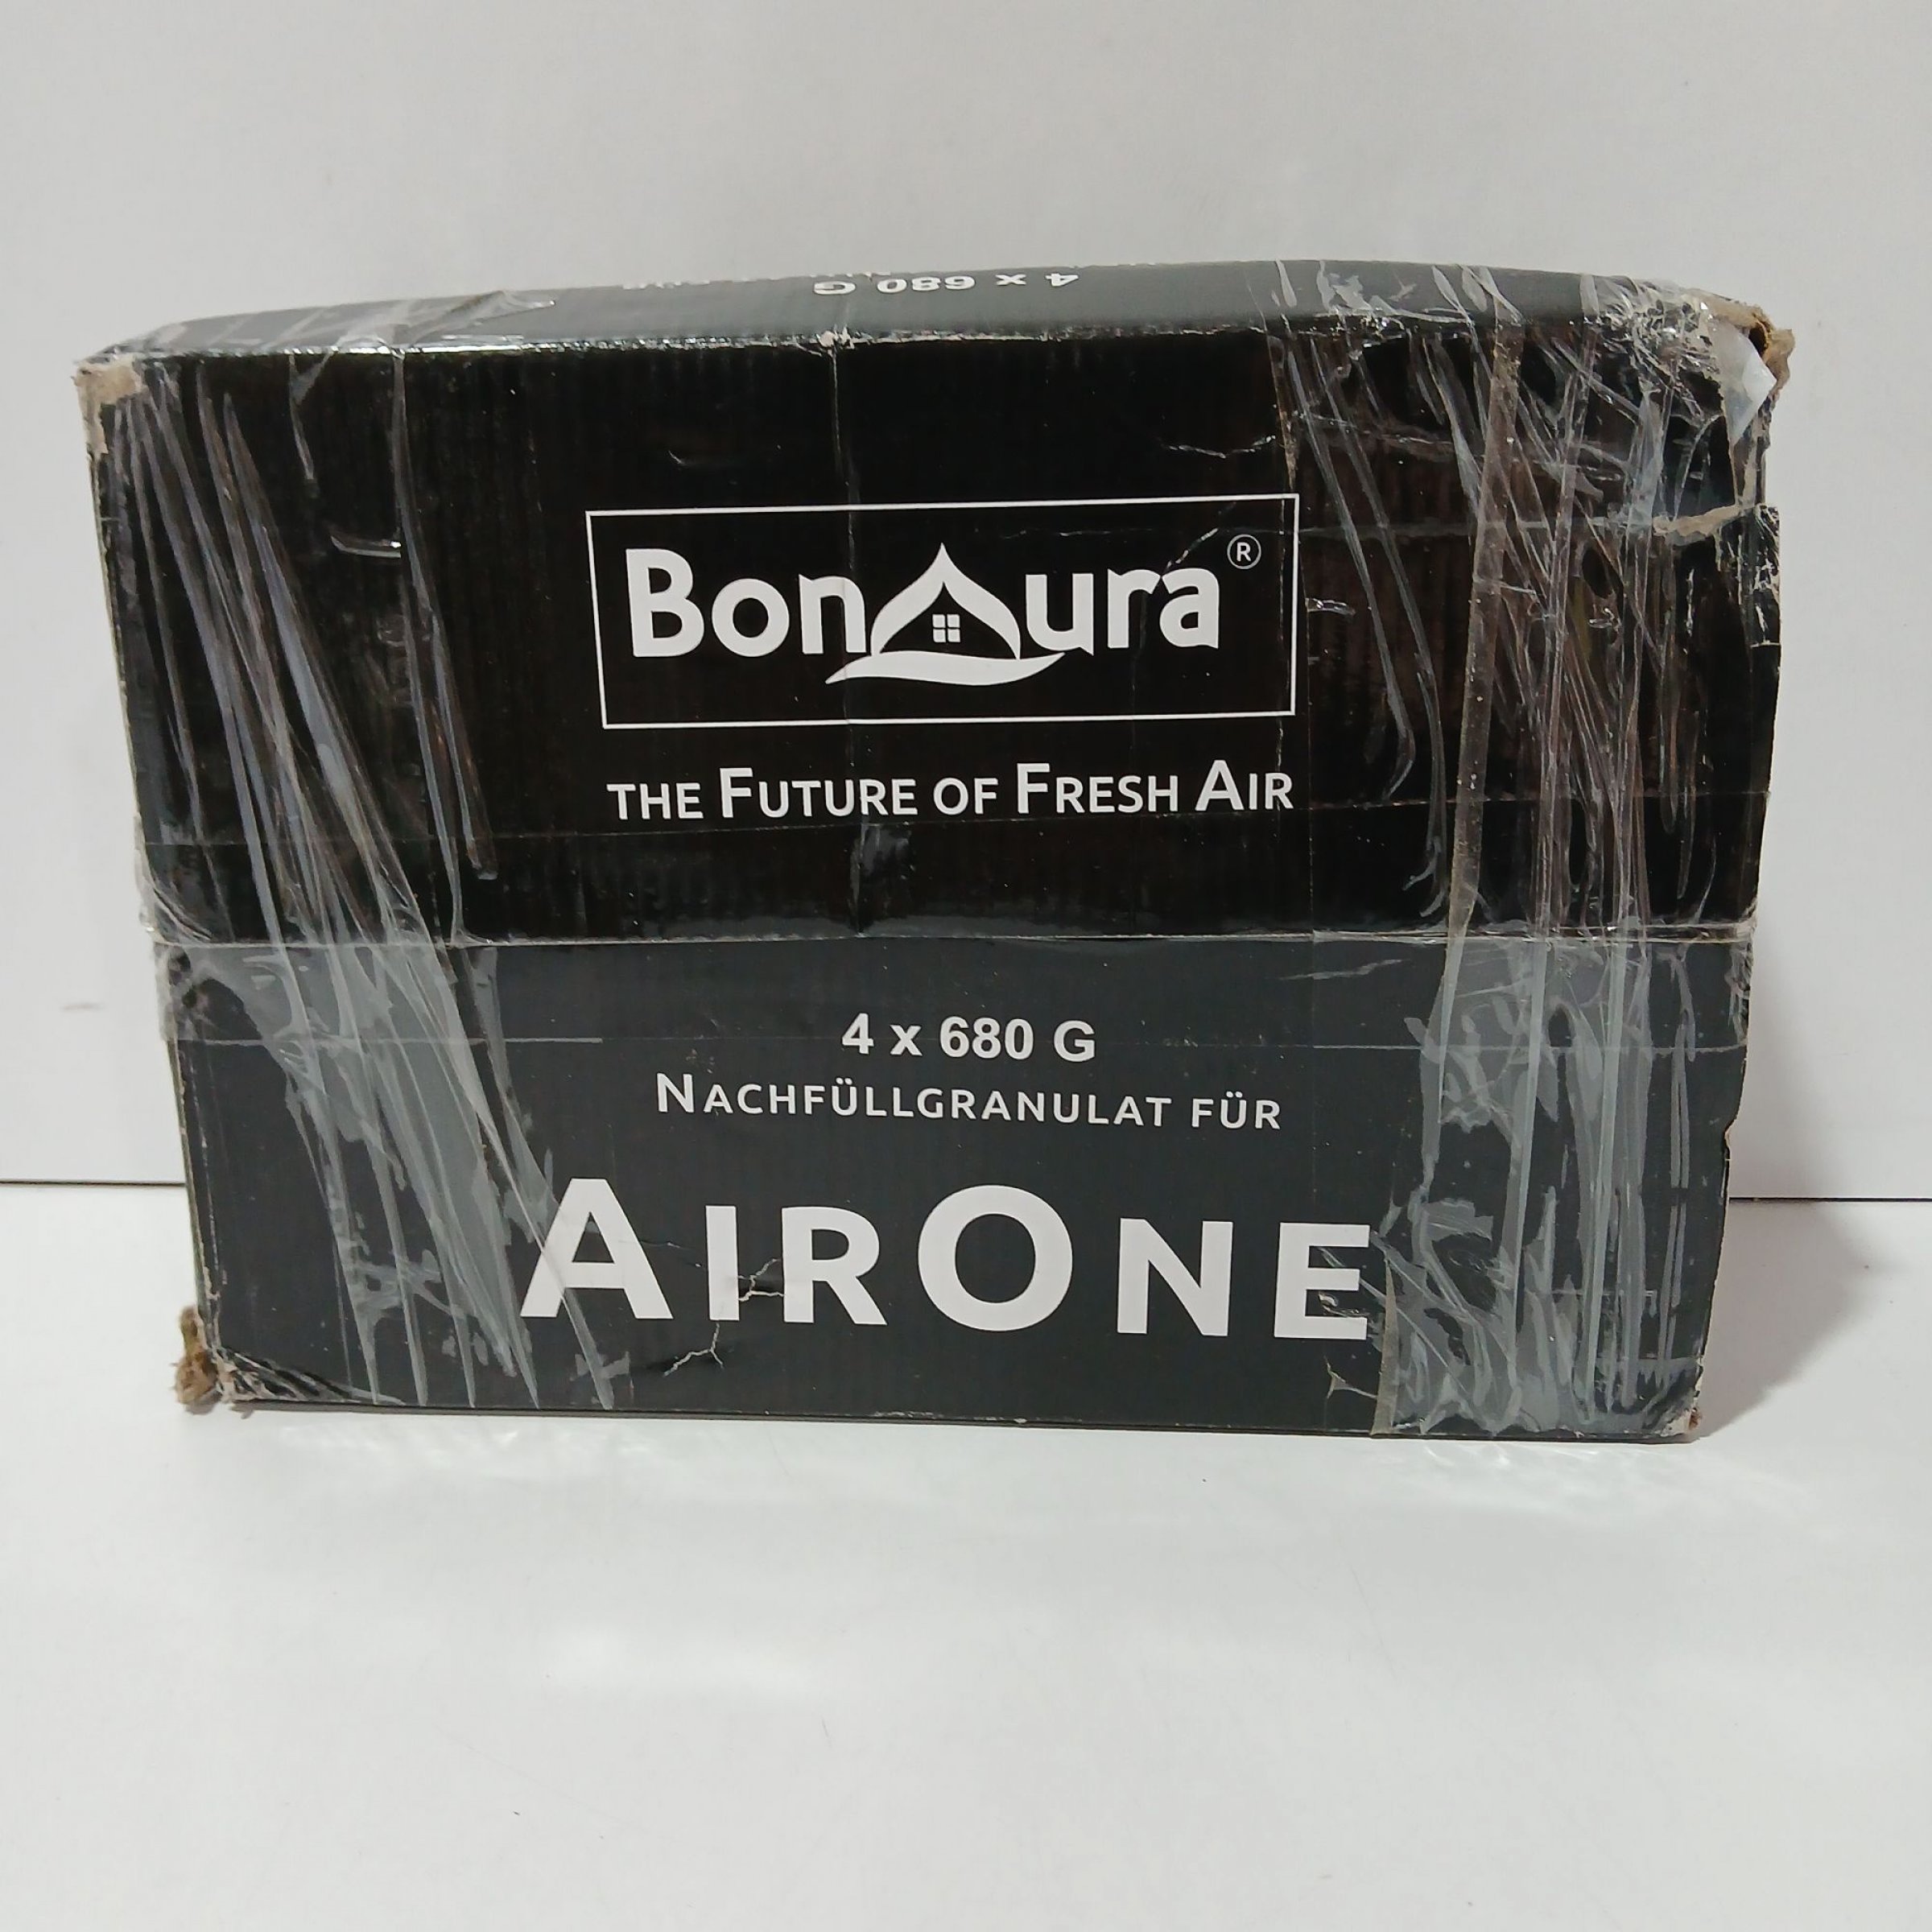 4 x 680 G
BonAura®
THE FUTURE OF FRESH AIR
4 x 680 G
NACHFÜLLGRANULAT FÜR
AIRONE